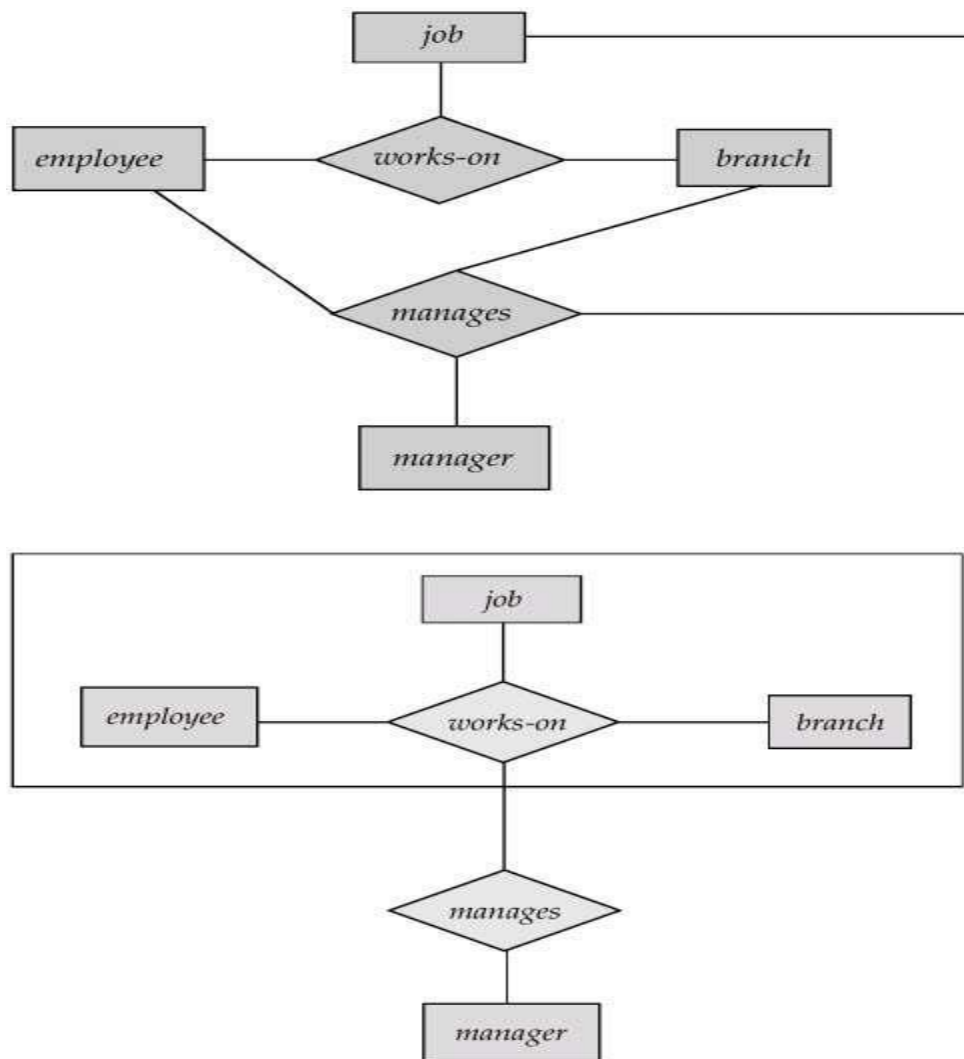 job
employee
works-on
branch
manages
manager
job
employee
works-on
branch
manages
manager